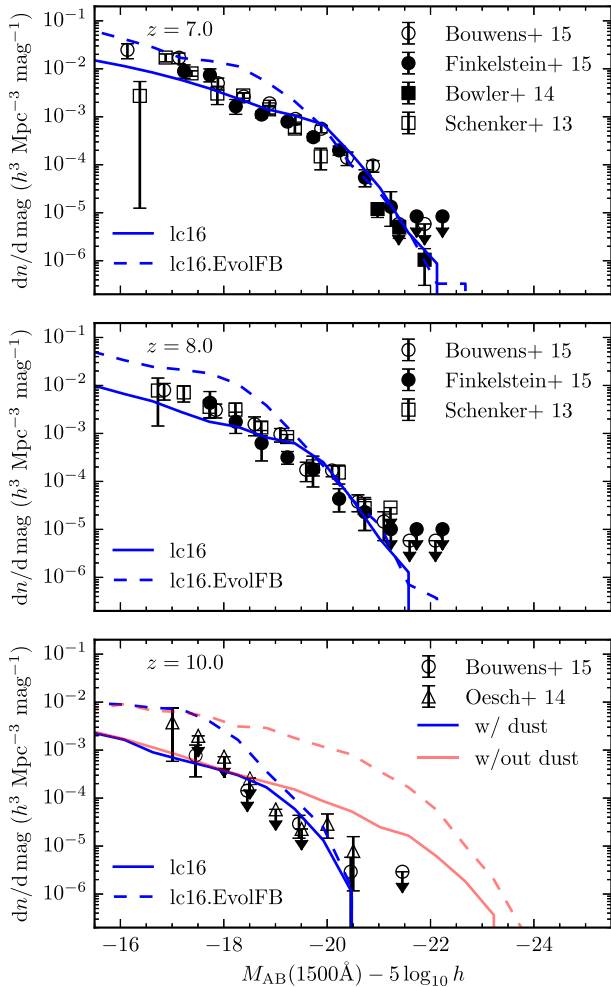 z = 7.0
Bouwens+ 15
Finkelstein+ 15
Bowler+ 14
Schenker+ 13
lc16
lc16.EvolFB
10⁻¹
10⁻²
10⁻³
10⁻⁴
10⁻⁵
10⁻⁶
dn/d mag (h³ Mpc⁻³ mag⁻¹)
z = 8.0
Bouwens+ 15
Finkelstein+ 15
Schenker+ 13
lc16
lc16.EvolFB
10⁻¹
10⁻²
10⁻³
10⁻⁴
10⁻⁵
10⁻⁶
dn/d mag (h³ Mpc⁻³ mag⁻¹)
z = 10.0
Bouwens+ 15
Oesch+ 14
w/ dust
w/out dust
lc16
lc16.EvolFB
10⁻¹
10⁻²
10⁻³
10⁻⁴
10⁻⁵
10⁻⁶
dn/d mag (h³ Mpc⁻³ mag⁻¹)
−16 −18 −20 −22 −24
M_AB(1500Å) − 5 log₁₀ h